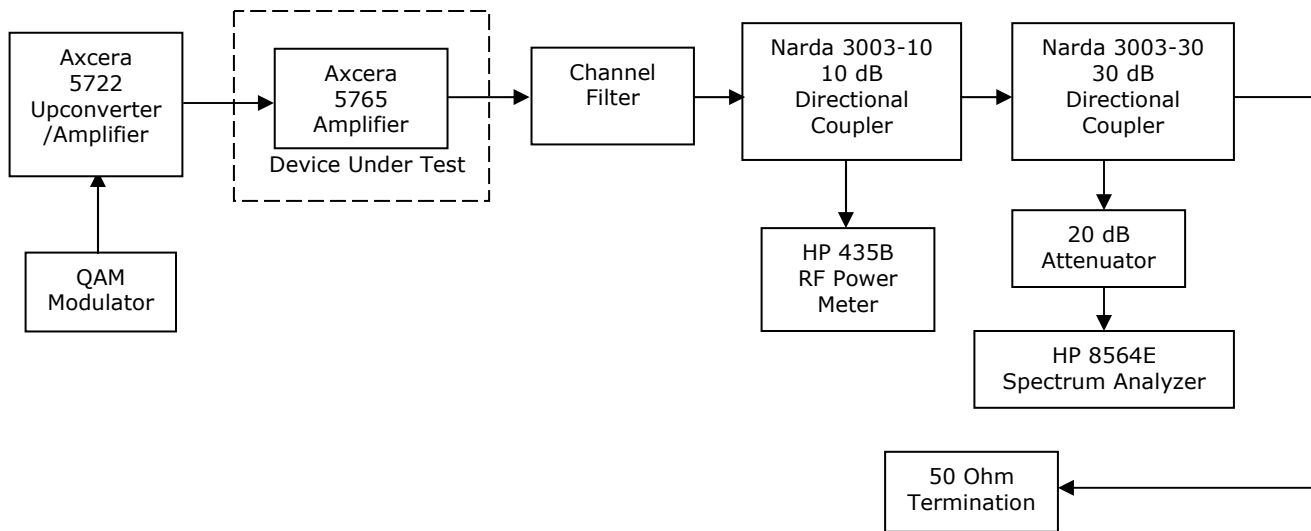 Axcera
5722
Upconverter
/Amplifier
Axcera
5765
Amplifier
Device Under Test
Channel
Filter
Narda 3003-10
10 dB
Directional
Coupler
Narda 3003-30
30 dB
Directional
Coupler
QAM
Modulator
HP 435B
RF Power
Meter
20 dB
Attenuator
HP 8564E
Spectrum Analyzer
50 Ohm
Termination